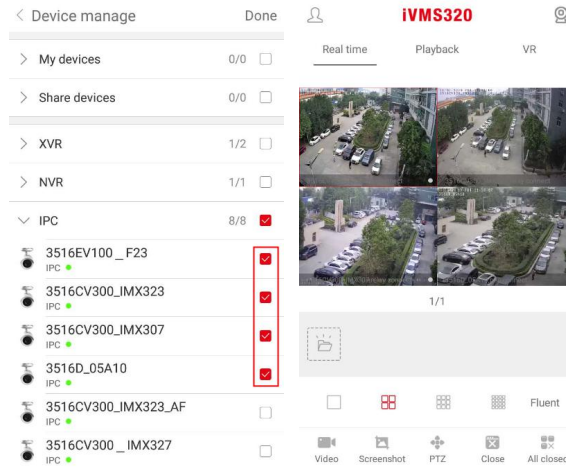 Device manage Done
My devices 0/0
Share devices 0/0
XVR 1/2
NVR 1/1
IPC 8/8
3516EV100 _ F23
IPC
3516CV300_IMX323
IPC
3516CV300_IMX307
IPC
3516D_05A10
IPC
3516CV300_IMX323_AF
IPC
3516CV300 _ IMX327
IPC
iVMS320
Real time Playback VR
1/1
Fluent
Video Screenshot PTZ Close All closed